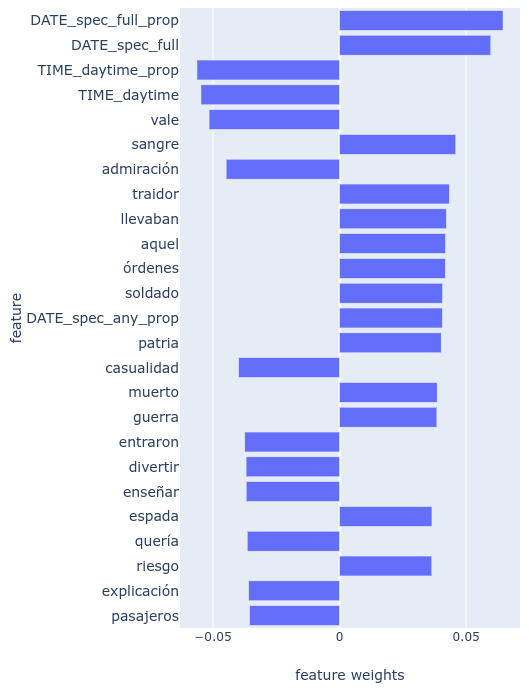 DATE_spec_full_prop
DATE_spec_full
TIME_daytime_prop
TIME_daytime
vale
sangre
admiración
traidor
llevaban
aquel
órdenes
soldado
DATE_spec_any_prop
patria
casualidad
muerto
guerra
entraron
divertir
enseñar
espada
quería
riesgo
explicación
pasajeros
feature
−0.05 0 0.05
feature weights